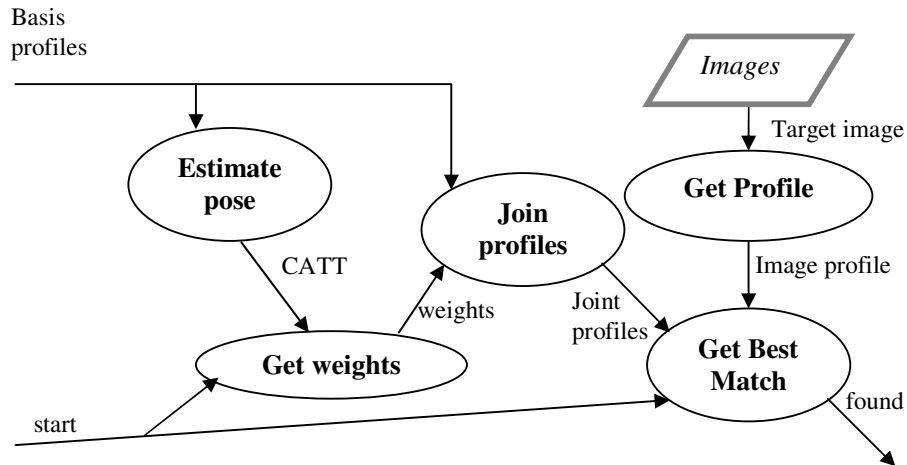 Basis
profiles
Images
Target image
Estimate
pose
Get Profile
Join
profiles
CATT
Image profile
weights
Joint
profiles
Get weights
Get Best
Match
start
found